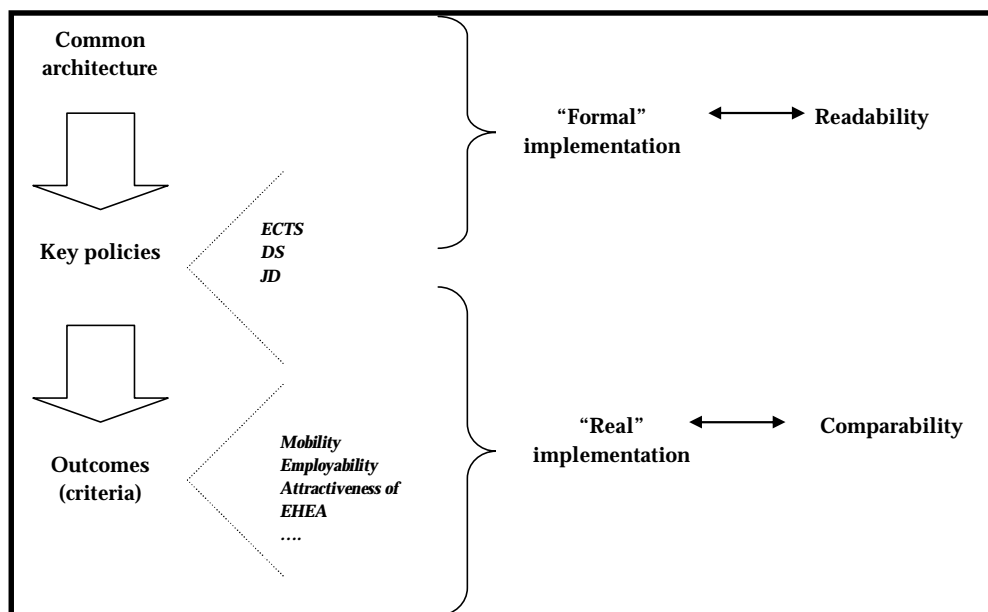 Common
architecture
"Formal"
implementation
Readability
Key policies
ECTS
DS
JD
"Real"
implementation
Comparability
Outcomes
(criteria)
Mobility
Employability
Attractiveness of
EHEA
….